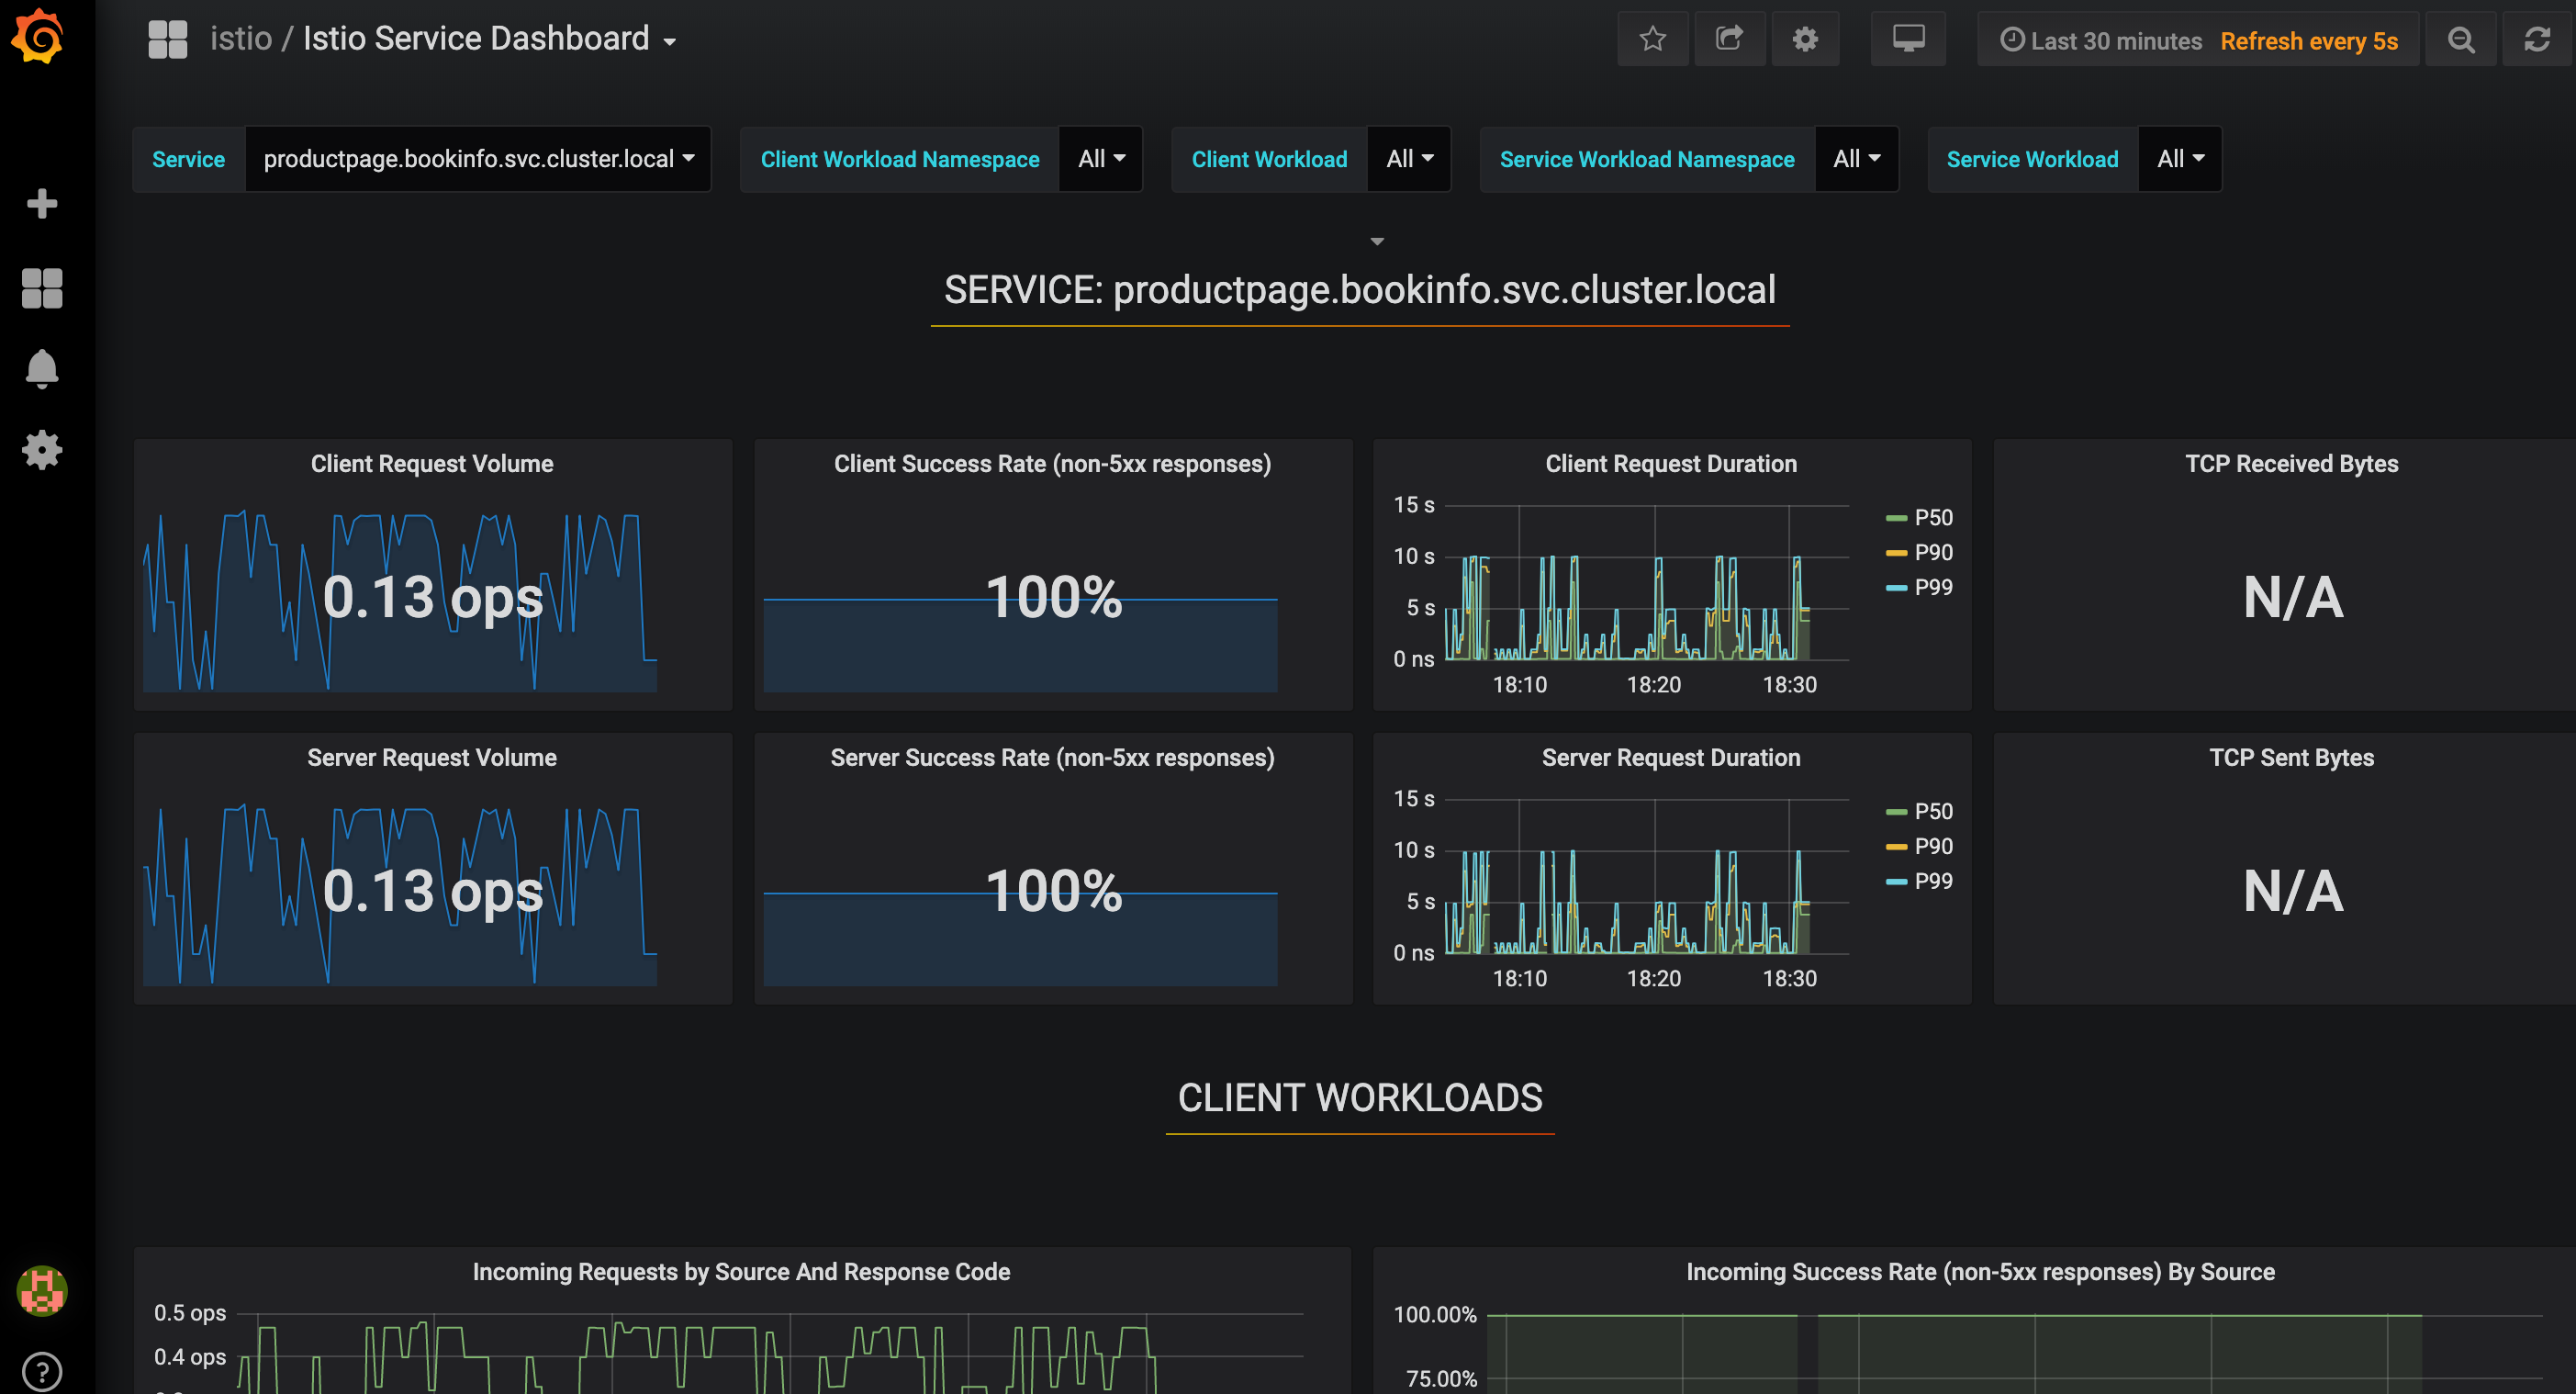 istio / Istio Service Dashboard
Last 30 minutes Refresh every 5s
Service productpage.bookinfo.svc.cluster.local Client Workload Namespace All Client Workload All Service Workload Namespace All Service Workload All
SERVICE: productpage.bookinfo.svc.cluster.local
Client Request Volume
0.13 ops
Client Success Rate (non-5xx responses)
100%
Client Request Duration
15 s
10 s
5 s
0 ns
18:10 18:20 18:30
P50
P90
P99
TCP Received Bytes
N/A
Server Request Volume
0.13 ops
Server Success Rate (non-5xx responses)
100%
Server Request Duration
15 s
10 s
5 s
0 ns
18:10 18:20 18:30
P50
P90
P99
TCP Sent Bytes
N/A
CLIENT WORKLOADS
Incoming Requests by Source And Response Code
0.5 ops
0.4 ops
Incoming Success Rate (non-5xx responses) By Source
100.00%
75.00%